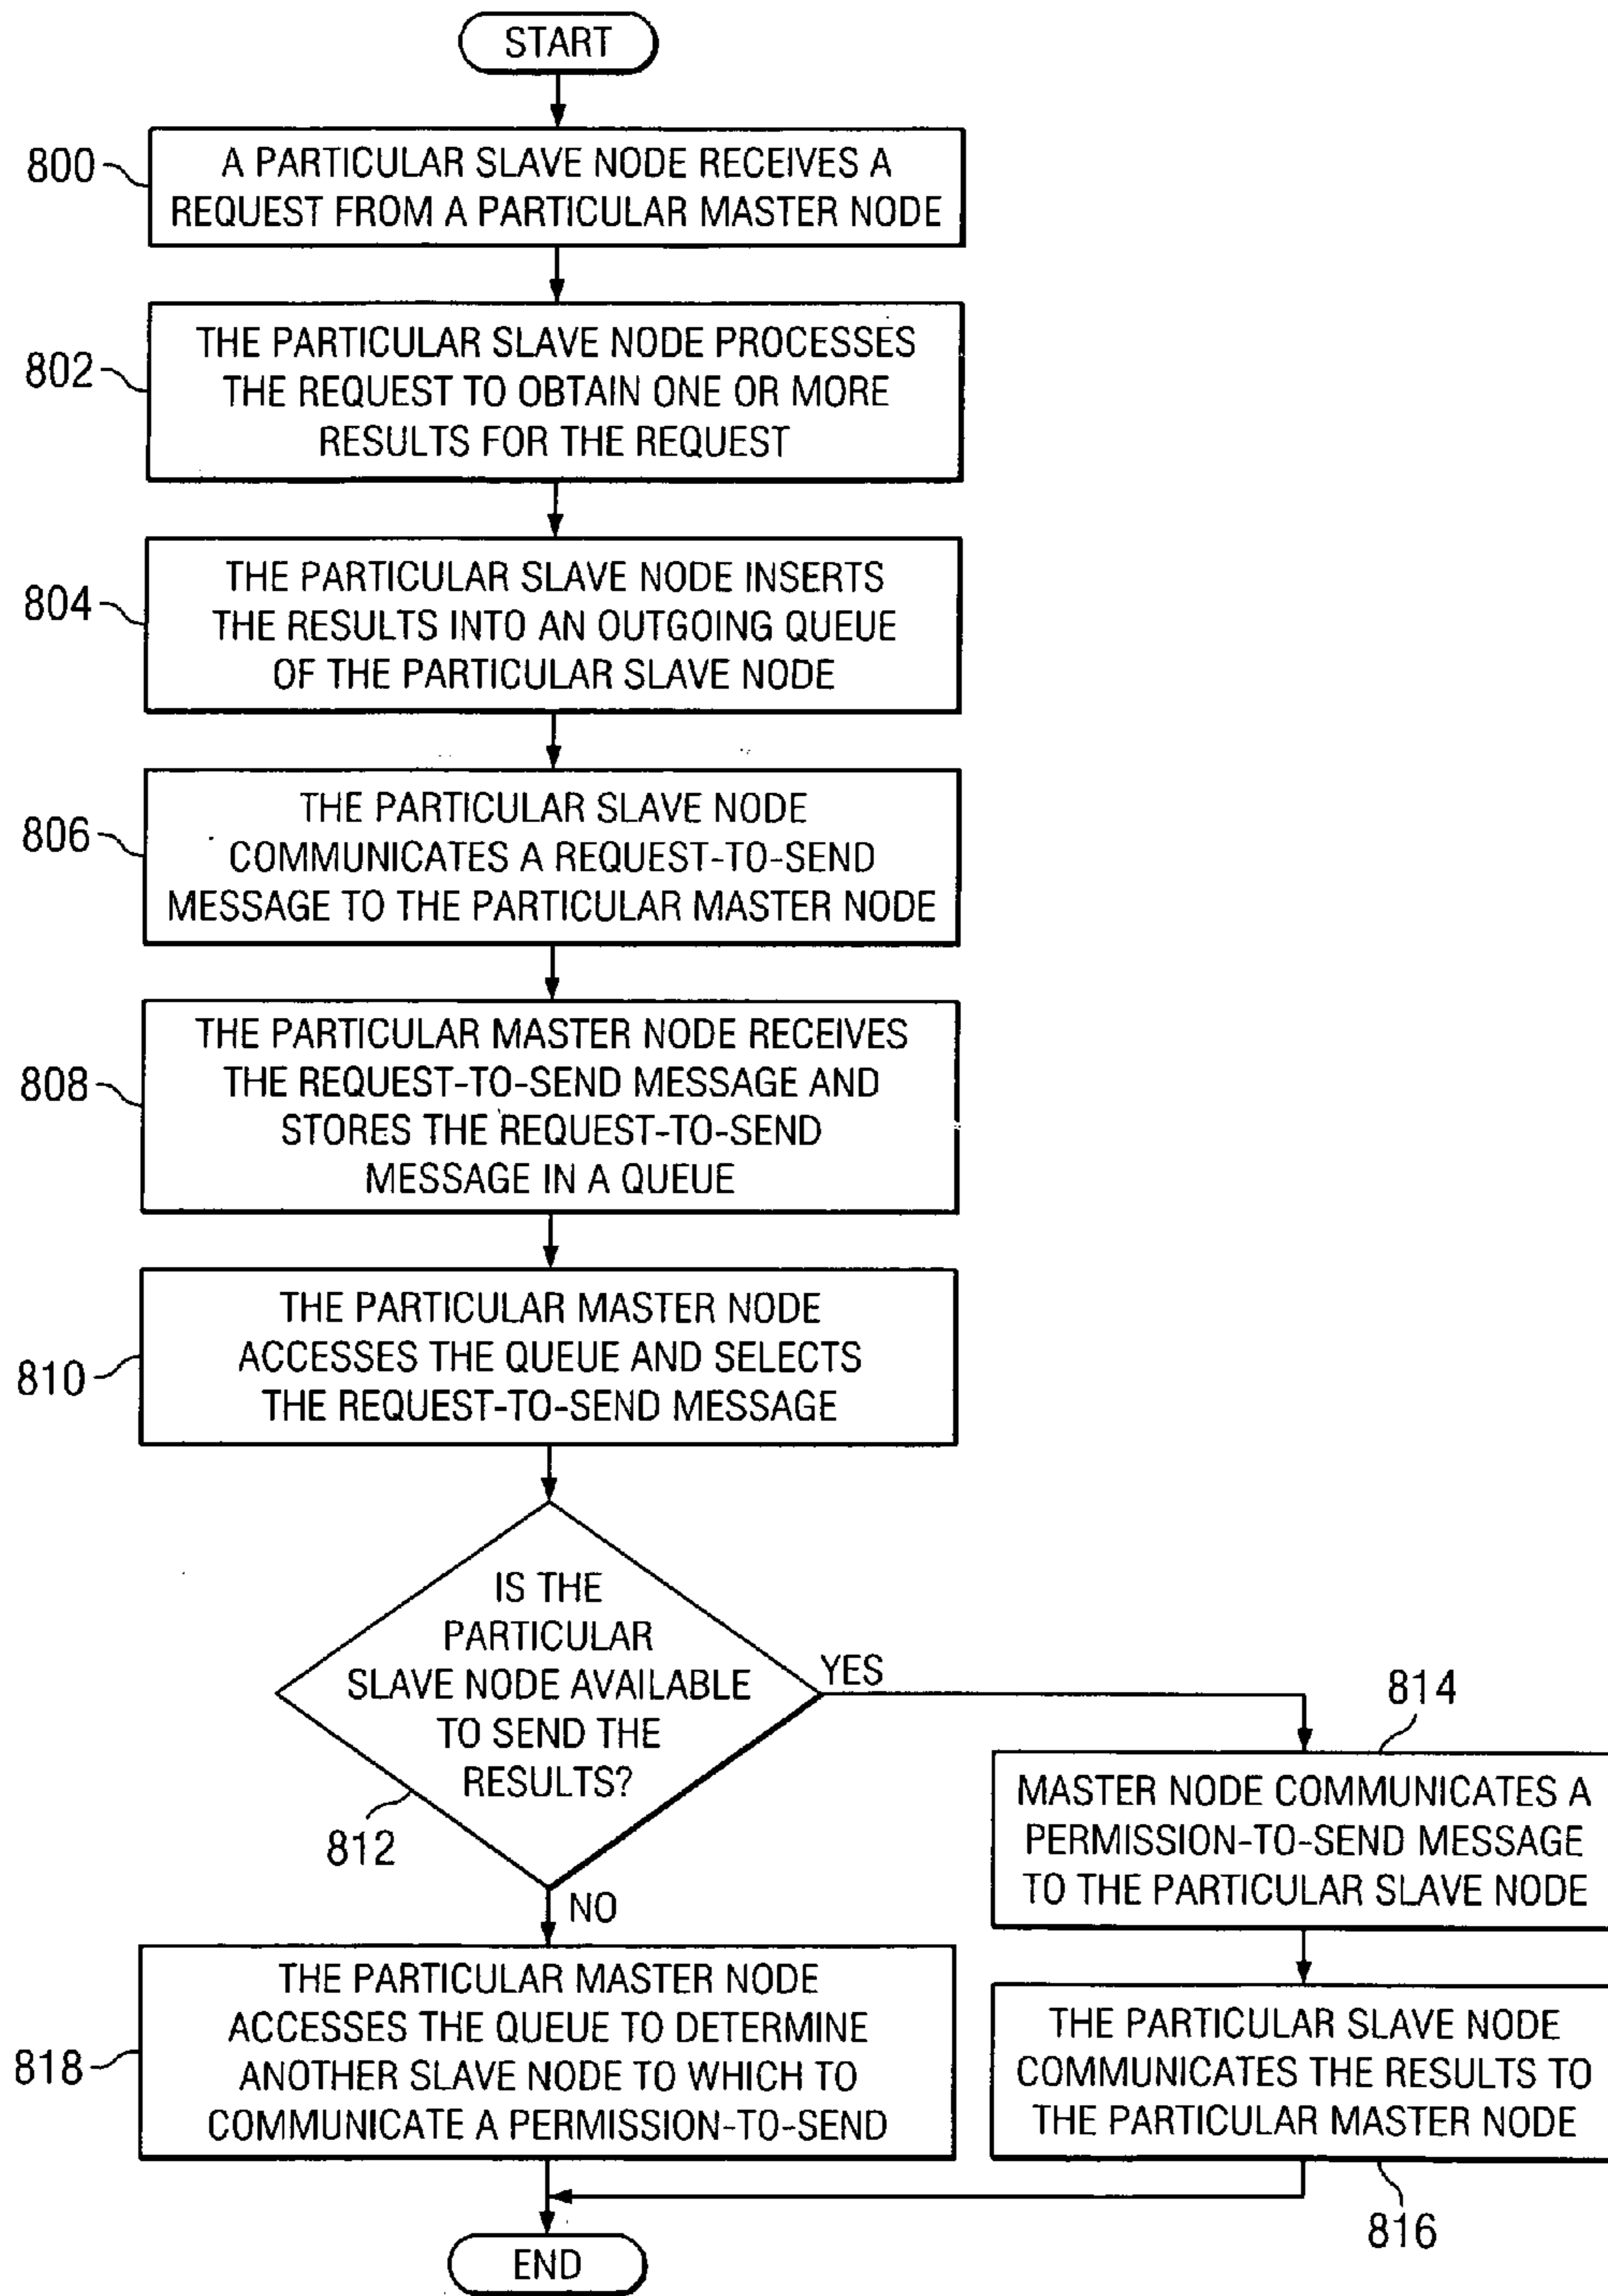 START
800
A PARTICULAR SLAVE NODE RECEIVES A
REQUEST FROM A PARTICULAR MASTER NODE
802
THE PARTICULAR SLAVE NODE PROCESSES
THE REQUEST TO OBTAIN ONE OR MORE
RESULTS FOR THE REQUEST
804
THE PARTICULAR SLAVE NODE INSERTS
THE RESULTS INTO AN OUTGOING QUEUE
OF THE PARTICULAR SLAVE NODE
806
THE PARTICULAR SLAVE NODE
COMMUNICATES A REQUEST-TO-SEND
MESSAGE TO THE PARTICULAR MASTER NODE
808
THE PARTICULAR MASTER NODE RECEIVES
THE REQUEST-TO-SEND MESSAGE AND
STORES THE REQUEST-TO-SEND
MESSAGE IN A QUEUE
810
THE PARTICULAR MASTER NODE
ACCESSES THE QUEUE AND SELECTS
THE REQUEST-TO-SEND MESSAGE
IS THE
PARTICULAR
SLAVE NODE AVAILABLE
TO SEND THE
RESULTS?
812
YES
814
MASTER NODE COMMUNICATES A
PERMISSION-TO-SEND MESSAGE
TO THE PARTICULAR SLAVE NODE
NO
818
THE PARTICULAR MASTER NODE
ACCESSES THE QUEUE TO DETERMINE
ANOTHER SLAVE NODE TO WHICH TO
COMMUNICATE A PERMISSION-TO-SEND
THE PARTICULAR SLAVE NODE
COMMUNICATES THE RESULTS TO
THE PARTICULAR MASTER NODE
816
END